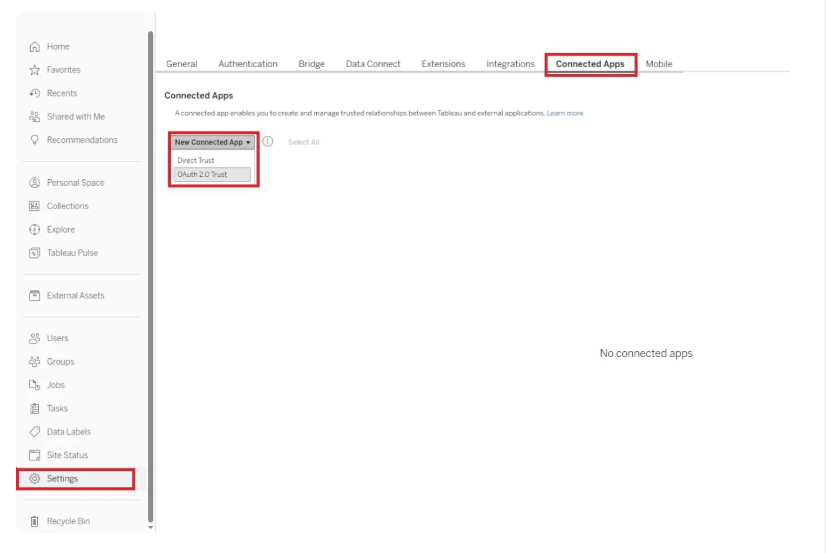 Home
Favorites
Recents
Shared with Me
Recommendations
Personal Space
Collections
Explore
Tableau Pulse
External Assets
Users
Groups
Jobs
Tasks
Data Labels
Site Status
Settings
Recycle Bin
General Authentication Bridge Data Connect Extensions Integrations Connected Apps Mobile
Connected Apps
A connected app enables you to create and manage trusted relationships between Tableau and external applications. Learn more
New Connected App Select All
Direct Trust
OAuth 2.0 Trust
No connected apps